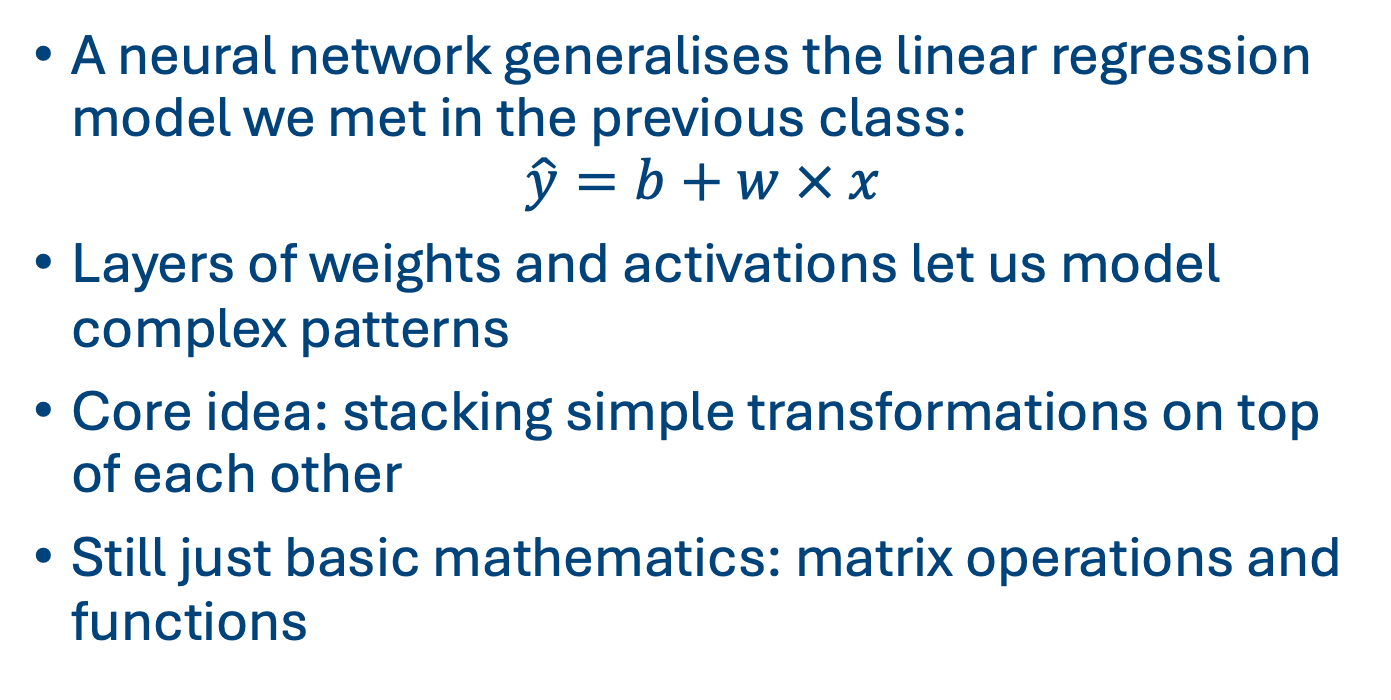 • A neural network generalises the linear regression
model we met in the previous class:
ŷ = b + w × x
• Layers of weights and activations let us model
complex patterns
• Core idea: stacking simple transformations on top
of each other
• Still just basic mathematics: matrix operations and
functions